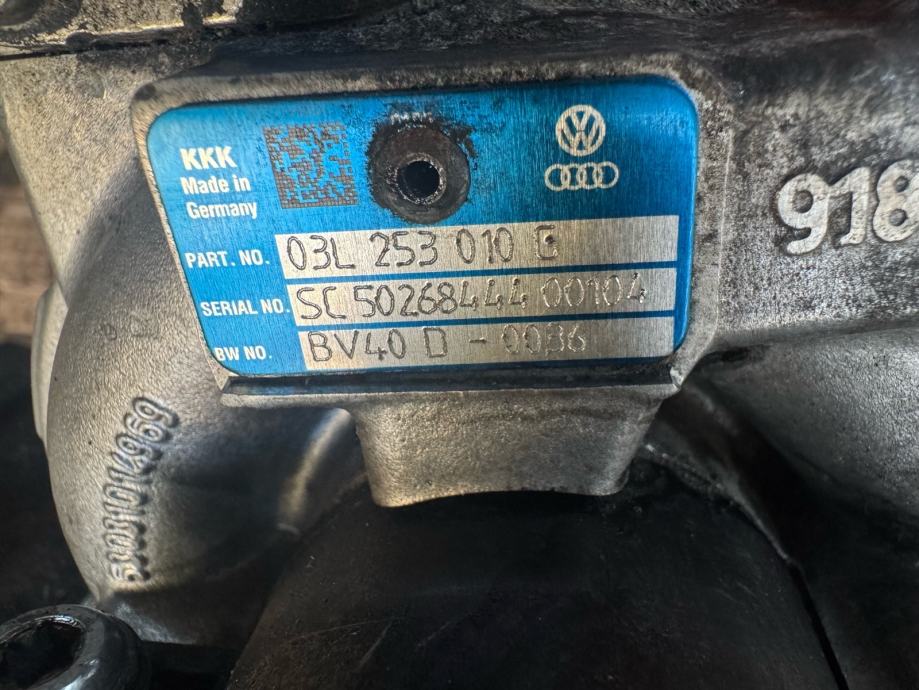 KKK
Made in
Germany
PART. NO. 03L 253 010 G
SERIAL NO. SC 50268444 00104
BW NO. BV40 D - 0086
918
53031014969